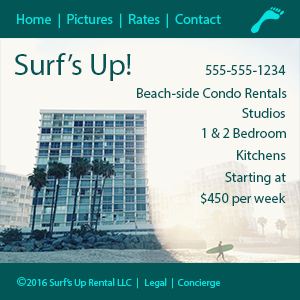 Home | Pictures | Rates | Contact
Surf's Up!
555-555-1234
Beach-side Condo Rentals
Studios
1 & 2 Bedroom
Kitchens
Starting at
$450 per week
©2016 Surf's Up Rental LLC | Legal | Concierge